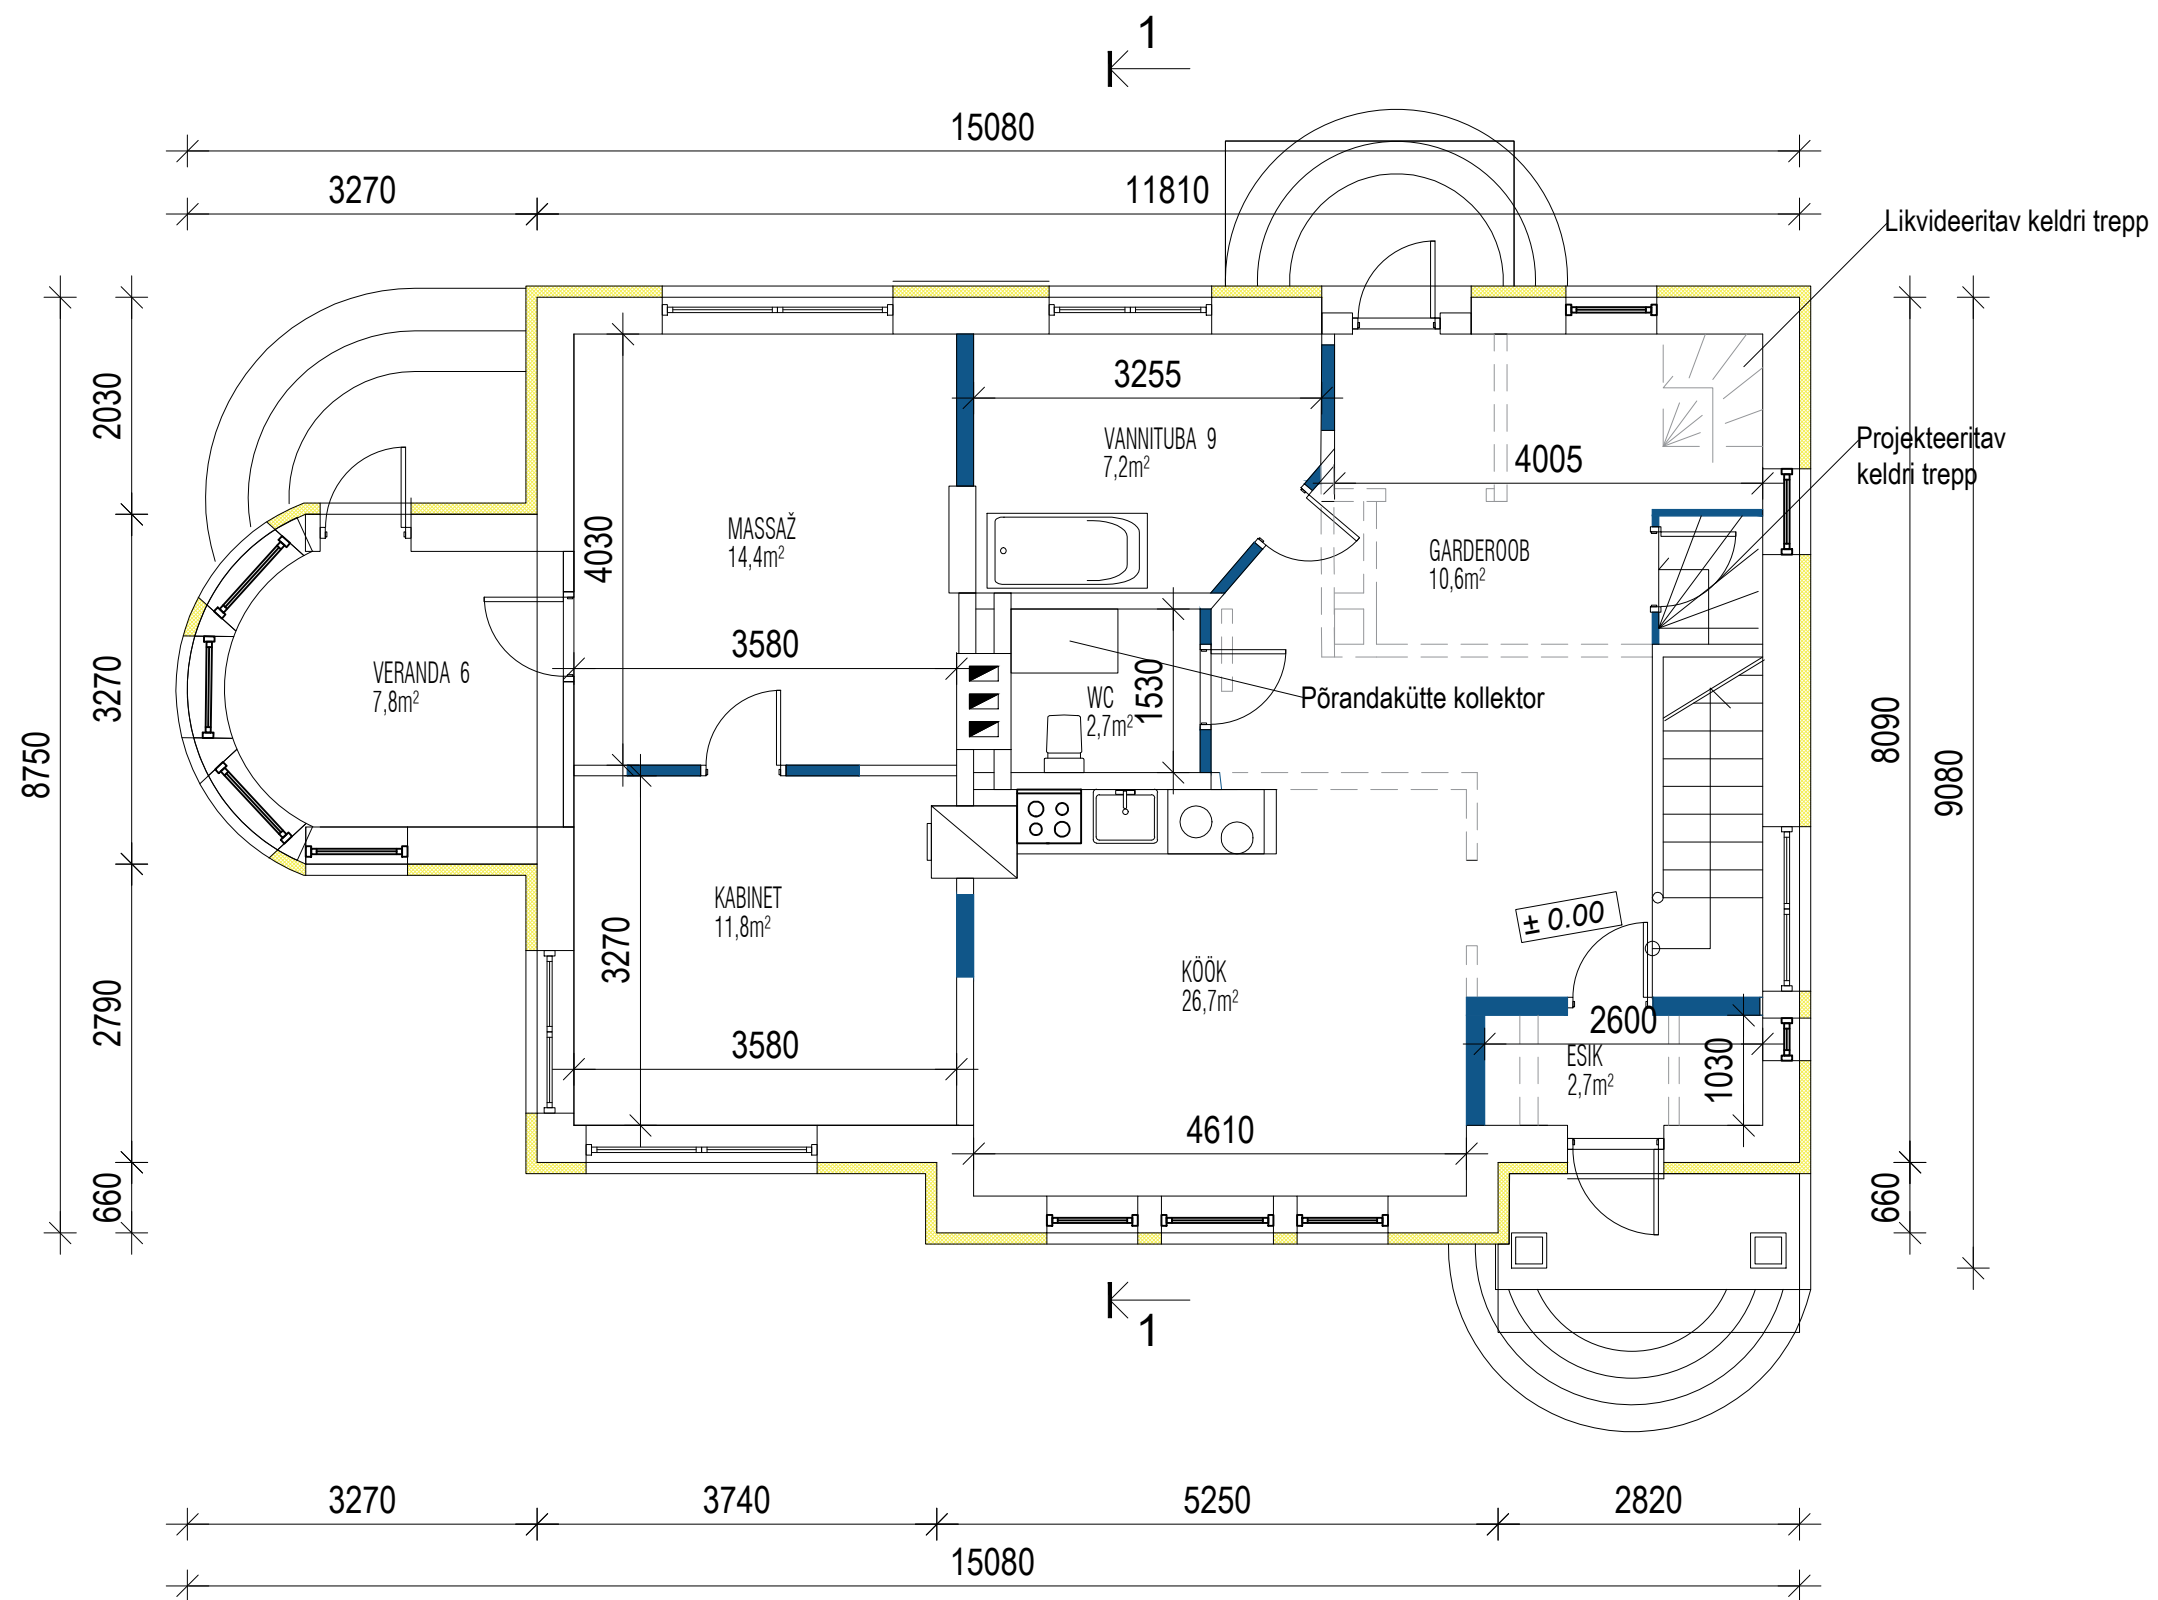 1
15080
3270
11810
Likvideeritav keldri trepp
3255
VANNITUBA 9
7,2m²
Projekteeritav
keldri trepp
4005
2030
4030
MASSAŽ
14,4m²
GARDEROOB
10,6m²
3580
VERANDA 6
7,8m²
3270
8750
WC
2,7m²
1530
Põrandakütte kollektor
8090
9080
KABINET
11,8m²
3270
± 0.00
KÖÖK
26,7m²
2790
3580
2600
ESIK
2,7m²
1030
4610
660
660
1
3270
3740
5250
2820
15080